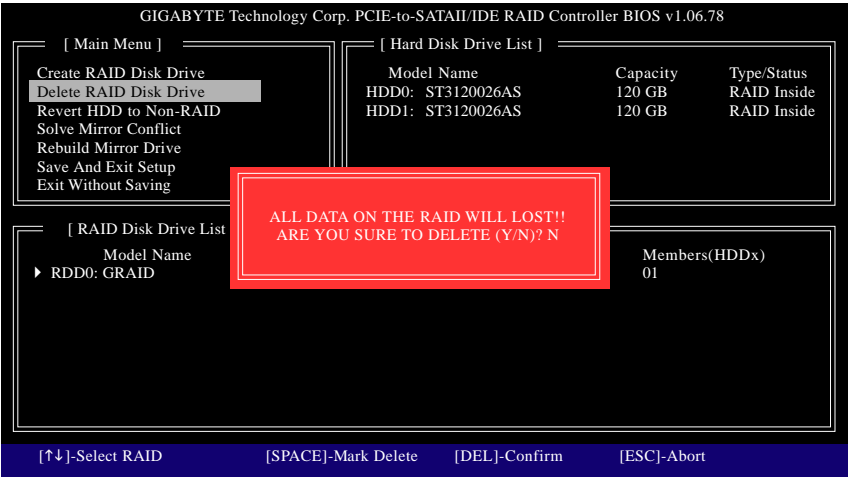 GIGABYTE Technology Corp. PCIE-to-SATAII/IDE RAID Controller BIOS v1.06.78
[ Main Menu ]
Create RAID Disk Drive
Delete RAID Disk Drive
Revert HDD to Non-RAID
Solve Mirror Conflict
Rebuild Mirror Drive
Save And Exit Setup
Exit Without Saving
[ Hard Disk Drive List ]
Model Name Capacity Type/Status
HDD0: ST3120026AS 120 GB RAID Inside
HDD1: ST3120026AS 120 GB RAID Inside
ALL DATA ON THE RAID WILL LOST!!
ARE YOU SURE TO DELETE (Y/N)? N
[ RAID Disk Drive List
Model Name Members(HDDx)
RDD0: GRAID 01
[↑↓]-Select RAID [SPACE]-Mark Delete [DEL]-Confirm [ESC]-Abort